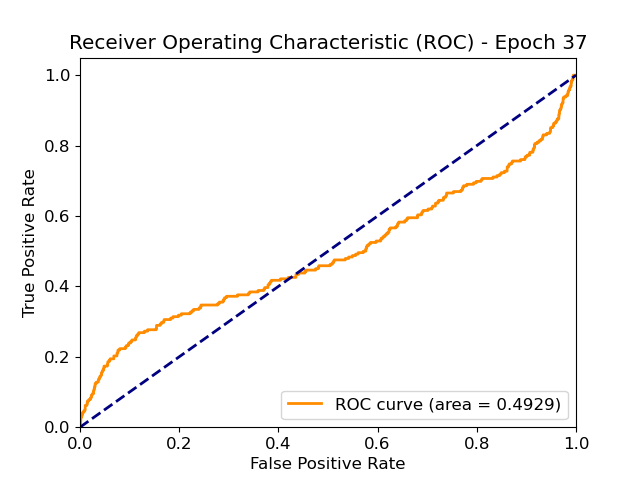 Receiver Operating Characteristic (ROC) - Epoch 37
True Positive Rate
1.0
0.8
0.6
0.4
0.2
0.0
ROC curve (area = 0.4929)
0.0 0.2 0.4 0.6 0.8 1.0
False Positive Rate